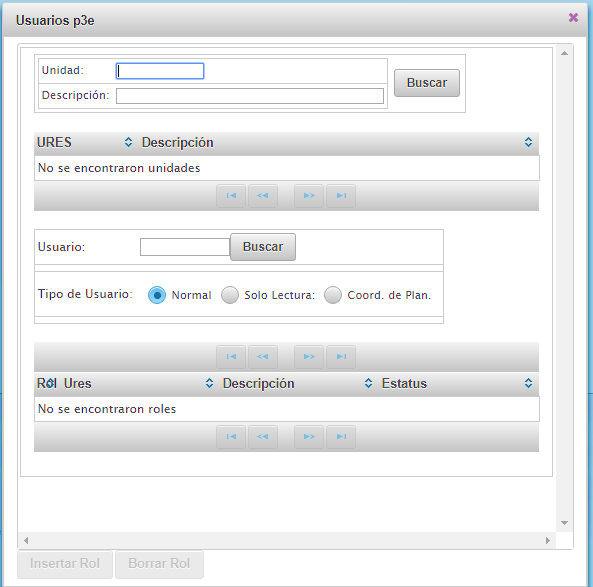 Usuarios p3e
Unidad:
Descripción:
Buscar
URES Descripción
No se encontraron unidades
Usuario:
Buscar
Tipo de Usuario: Normal Solo Lectura: Coord. de Plan.
Rol Ures Descripción Estatus
No se encontraron roles
Insertar Rol Borrar Rol